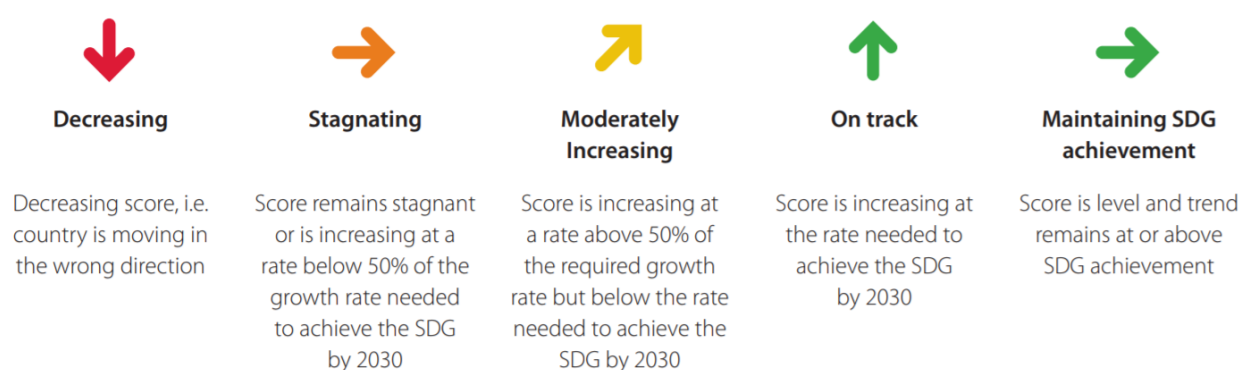 Decreasing
Decreasing score, i.e.
country is moving in
the wrong direction
Stagnating
Score remains stagnant
or is increasing at a
rate below 50% of the
growth rate needed
to achieve the SDG
by 2030
Moderately
Increasing
Score is increasing at
a rate above 50% of
the required growth
rate but below the rate
needed to achieve the
SDG by 2030
On track
Score is increasing at
the rate needed to
achieve the SDG
by 2030
Maintaining SDG
achievement
Score is level and trend
remains at or above
SDG achievement